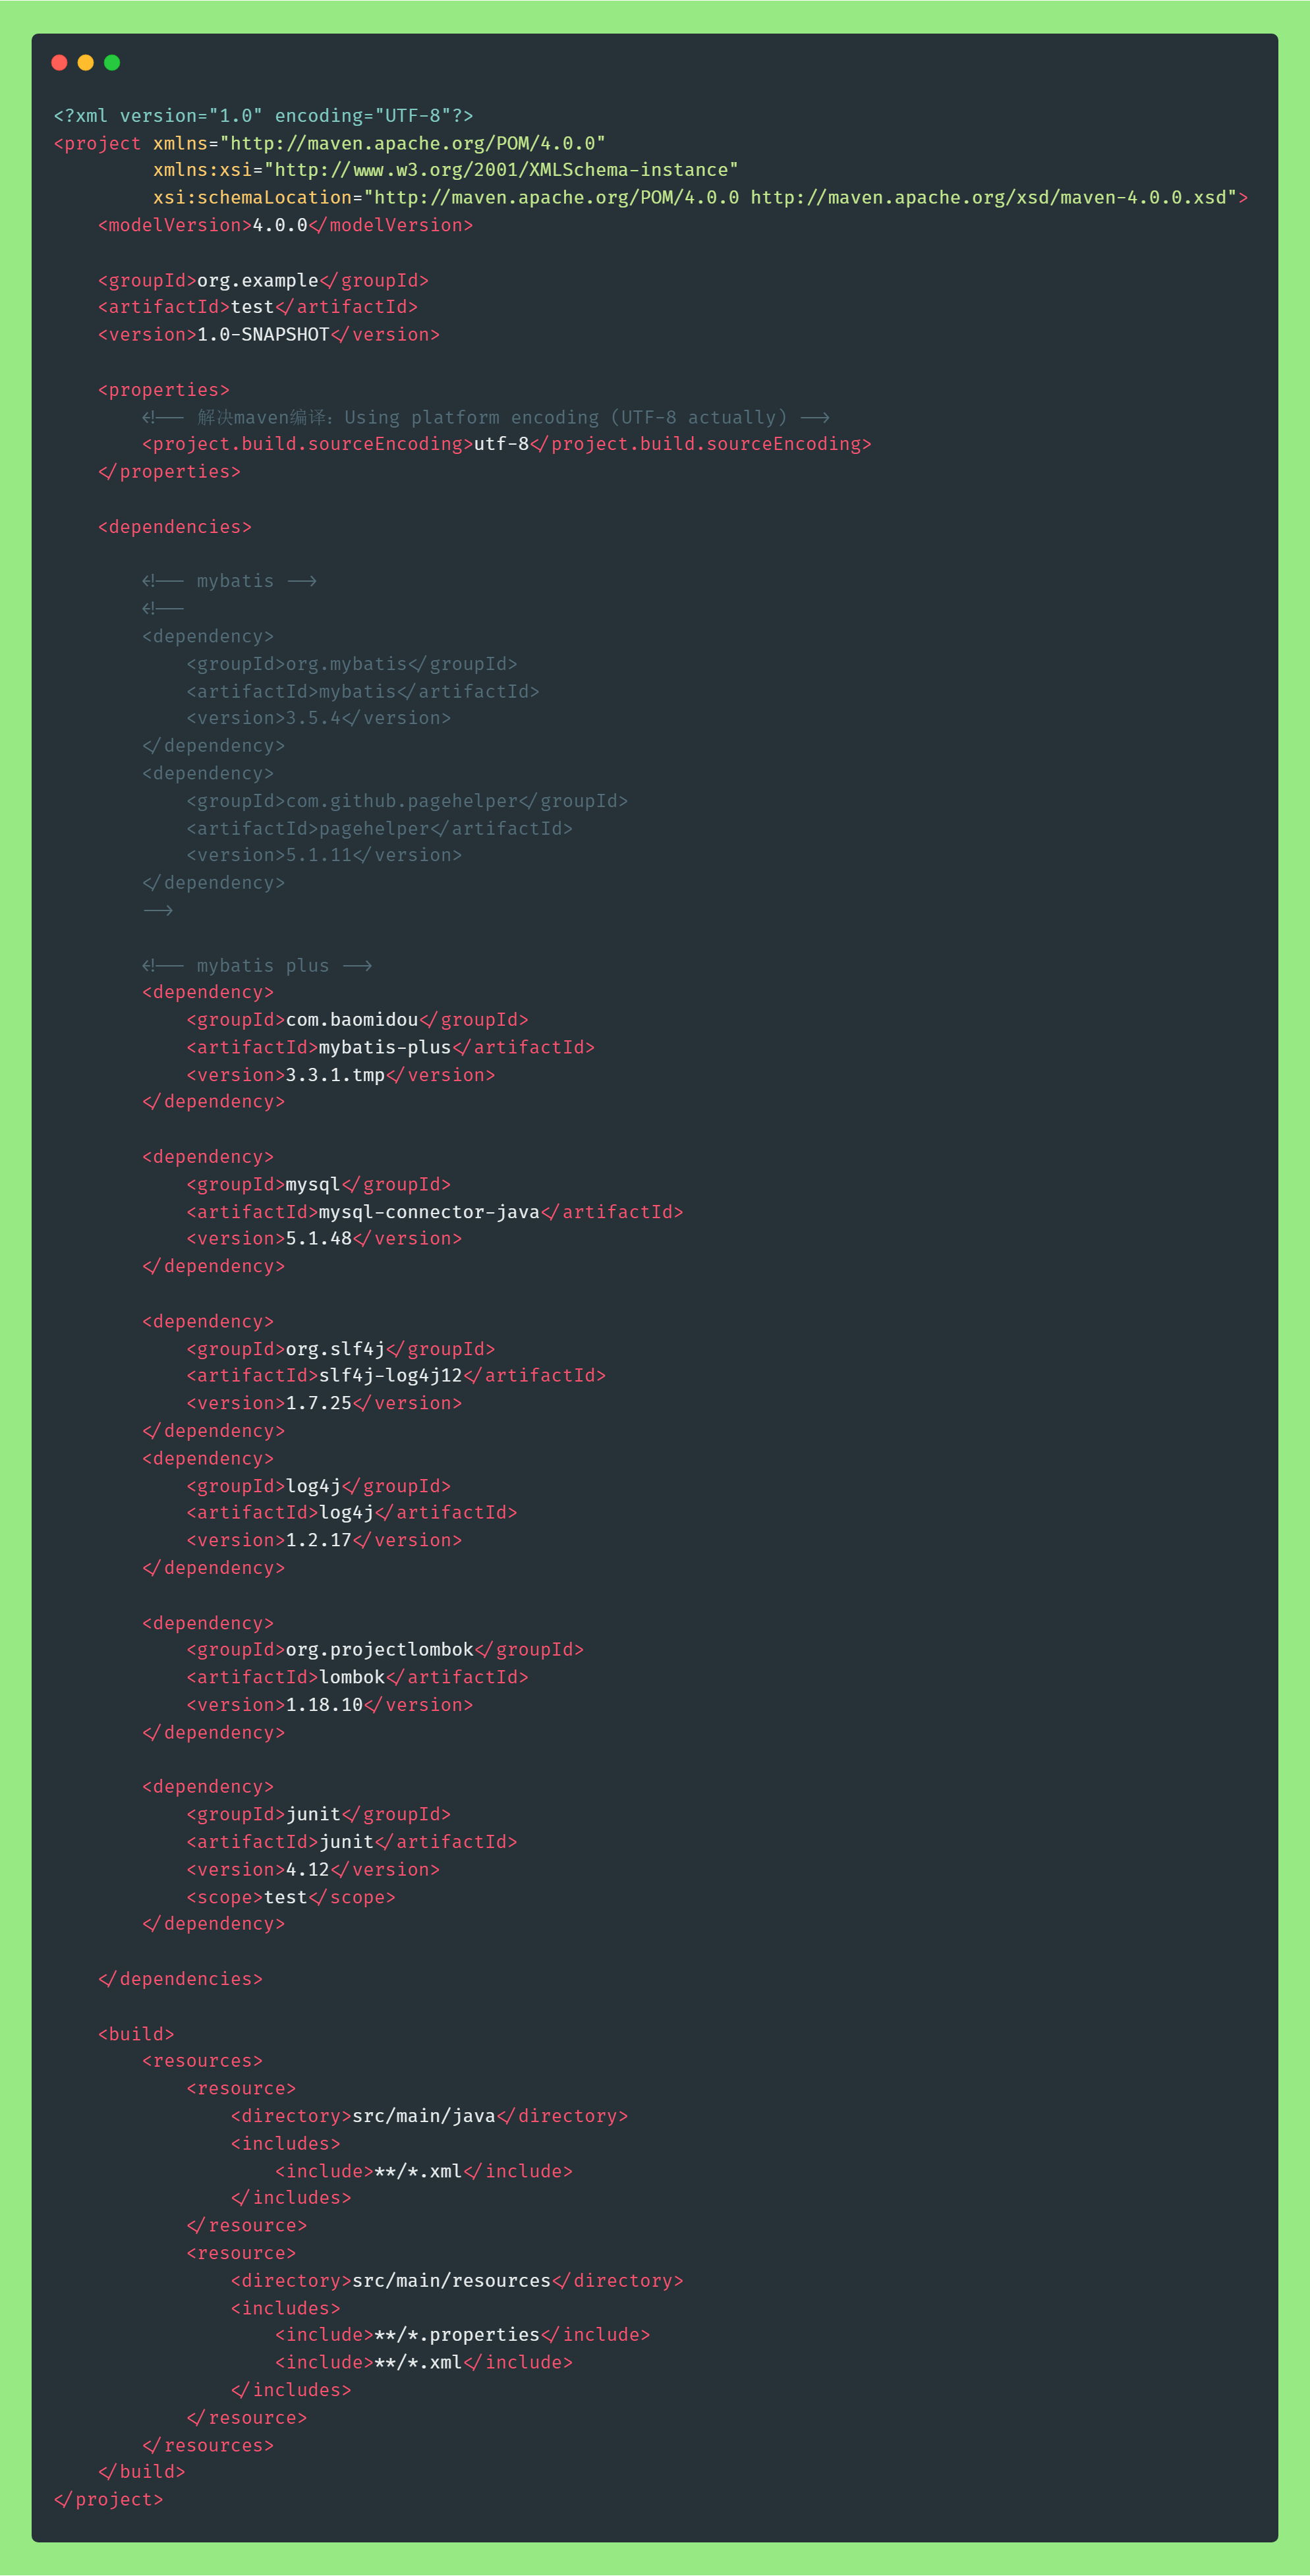 <?xml version="1.0" encoding="UTF-8"?>
<project xmlns="http://maven.apache.org/POM/4.0.0"
         xmlns:xsi="http://www.w3.org/2001/XMLSchema-instance"
         xsi:schemaLocation="http://maven.apache.org/POM/4.0.0 http://maven.apache.org/xsd/maven-4.0.0.xsd">
    <modelVersion>4.0.0</modelVersion>

    <groupId>org.example</groupId>
    <artifactId>test</artifactId>
    <version>1.0-SNAPSHOT</version>

    <properties>
        <!-- 解决maven编译：Using platform encoding (UTF-8 actually) -->
        <project.build.sourceEncoding>utf-8</project.build.sourceEncoding>
    </properties>

    <dependencies>

        <!-- mybatis -->
        <!--
        <dependency>
            <groupId>org.mybatis</groupId>
            <artifactId>mybatis</artifactId>
            <version>3.5.4</version>
        </dependency>
        <dependency>
            <groupId>com.github.pagehelper</groupId>
            <artifactId>pagehelper</artifactId>
            <version>5.1.11</version>
        </dependency>
        -->

        <!-- mybatis plus -->
        <dependency>
            <groupId>com.baomidou</groupId>
            <artifactId>mybatis-plus</artifactId>
            <version>3.3.1.tmp</version>
        </dependency>

        <dependency>
            <groupId>mysql</groupId>
            <artifactId>mysql-connector-java</artifactId>
            <version>5.1.48</version>
        </dependency>

        <dependency>
            <groupId>org.slf4j</groupId>
            <artifactId>slf4j-log4j12</artifactId>
            <version>1.7.25</version>
        </dependency>
        <dependency>
            <groupId>log4j</groupId>
            <artifactId>log4j</artifactId>
            <version>1.2.17</version>
        </dependency>

        <dependency>
            <groupId>org.projectlombok</groupId>
            <artifactId>lombok</artifactId>
            <version>1.18.10</version>
        </dependency>

        <dependency>
            <groupId>junit</groupId>
            <artifactId>junit</artifactId>
            <version>4.12</version>
            <scope>test</scope>
        </dependency>

    </dependencies>

    <build>
        <resources>
            <resource>
                <directory>src/main/java</directory>
                <includes>
                    <include>**/*.xml</include>
                </includes>
            </resource>
            <resource>
                <directory>src/main/resources</directory>
                <includes>
                    <include>**/*.properties</include>
                    <include>**/*.xml</include>
                </includes>
            </resource>
        </resources>
    </build>
</project>